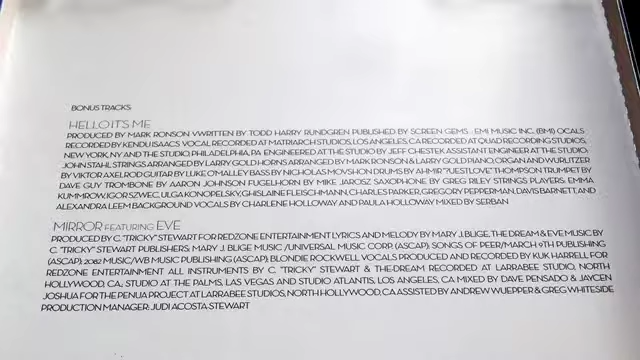 BONUS TRACKS
HELLO IT'S ME
PRODUCED BY MARK RONSON VWRITTEN BY TODD HARRY RUNDGREN PUBLISHED BY SCREEN GEMS - EMI MUSIC INC. (BMI) OCALS
RECORDED BY KENDU ISAACS VOCAL RECORDED AT MATRIARCH STUDIOS, LOS ANGELES, CA RECORDED AT QUAD RECORDING STUDIOS,
NEW YORK, NY AND THE STUDIO, PHILADELPHIA, PA ENGINEERED AT THE STUDIO BY JEFF CHESTEK ASSISTANT ENGINEER AT THE STUDIO:
JOHN STAHL STRINGS ARRANGED BY LARRY GOLD HORNS ARRANGED BY MARK RONSON & LARRY GOLD PIANO, ORGAN AND WURLITZER
BY VIKTOR AXELROD GUITAR BY LUKE O'MALLEY BASS BY NICHOLAS MOVSHON DRUMS BY AHMIR "?UESTLOVE" THOMPSON TRUMPET BY
DAVE GUY TROMBONE BY AARON JOHNSON FUGELHORN BY MIKE JAROSZ SAXOPHONE BY GREG RILEY STRINGS PLAYERS: EMMA
KUMMROW, IGOR SZWEC, ULGA KONOPELSKY, GHISLAINE FLEISCHMANN, CHARLES PARKER, GREGORY PEPPERMAN, DAVIS BARNETT, AND
ALEXANDRA LEEM BACKGROUND VOCALS BY CHARLENE HOLLOWAY AND PAULA HOLLOWAY MIXED BY SERBAN
MIRROR FEATURING EVE
PRODUCED BY C. "TRICKY" STEWART FOR REDZONE ENTERTAINMENT LYRICS AND MELODY BY MARY J. BLIGE, THE DREAM & EVE MUSIC BY
C. "TRICKY" STEWART PUBLISHERS: MARY J. BLIGE MUSIC /UNIVERSAL MUSIC CORP. (ASCAP); SONGS OF PEER/MARCH 9TH PUBLISHING
(ASCAP); 2082 MUSIC/WB MUSIC PUBLISHING (ASCAP); BLONDIE ROCKWELL VOCALS PRODUCED AND RECORDED BY KUK HARRELL FOR
REDZONE ENTERTAINMENT ALL INSTRUMENTS BY C. "TRICKY" STEWART & THE-DREAM RECORDED AT LARRABEE STUDIO, NORTH
HOLLYWOOD, CA., STUDIO AT THE PALMS, LAS VEGAS AND STUDIO ATLANTIS, LOS ANGELES, CA MIXED BY DAVE PENSADO & JAYCEN
JOSHUA FOR THE PENUA PROJECT AT LARRABEE STUDIOS, NORTH HOLLYWOOD, CA ASSISTED BY ANDREW WUEPPER & GREG WHITESIDE
PRODUCTION MANAGER: JUDI ACOSTA-STEWART